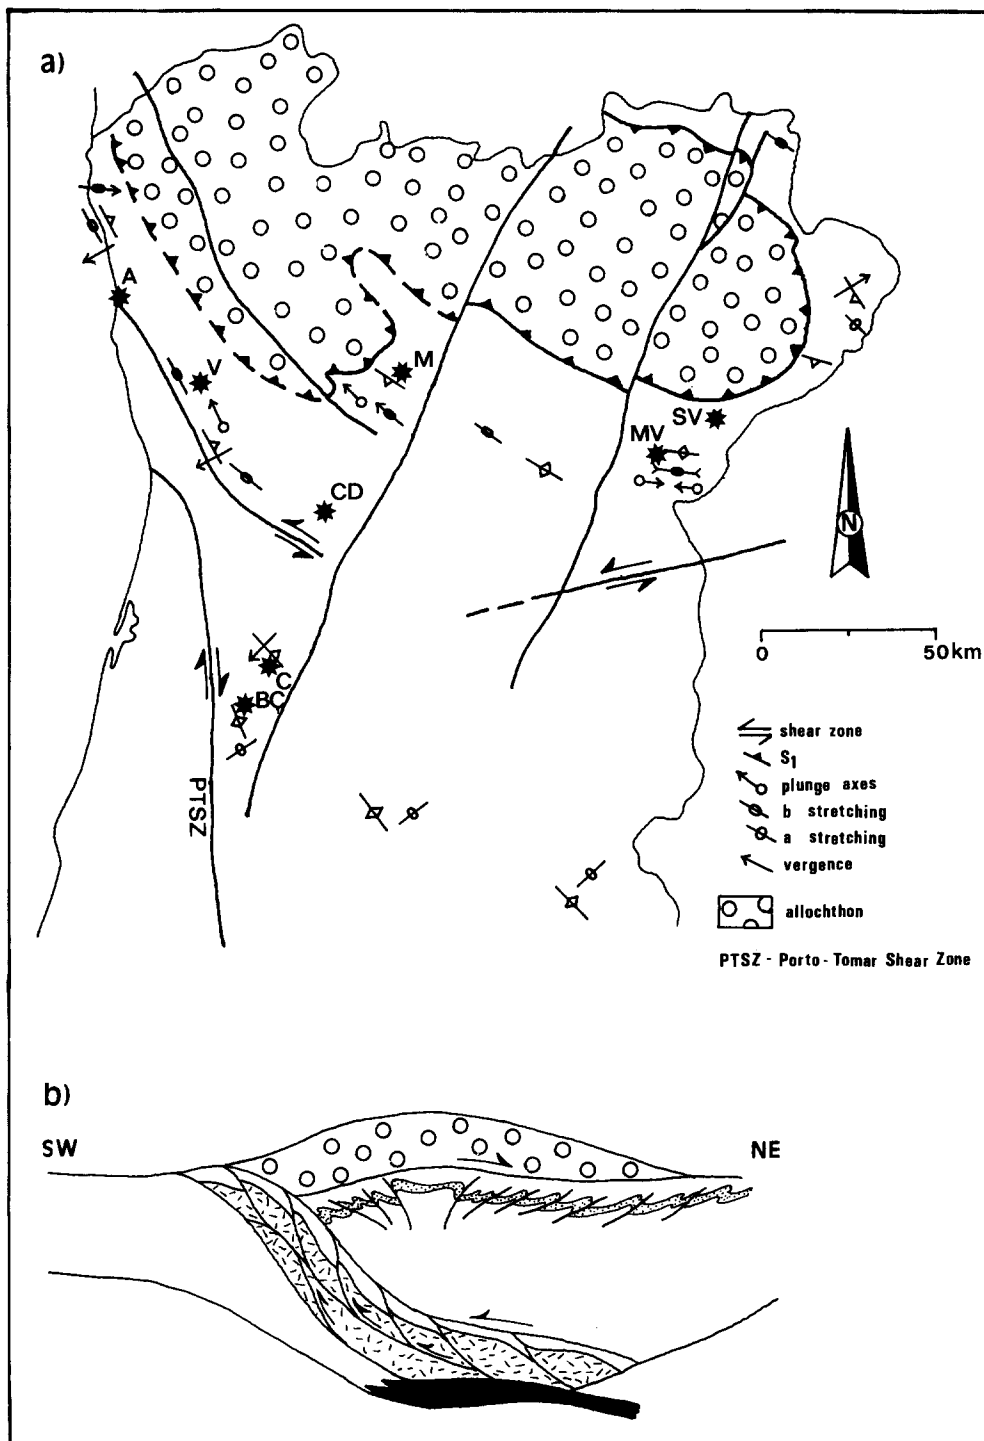 a)
A
V
M
SV
MV
CD
N
0 50km
C
BC
PTSZ
shear zone
S1
plunge axes
b stretching
a stretching
vergence
allochthon
PTSZ - Porto - Tomar Shear Zone
b)
SW
NE